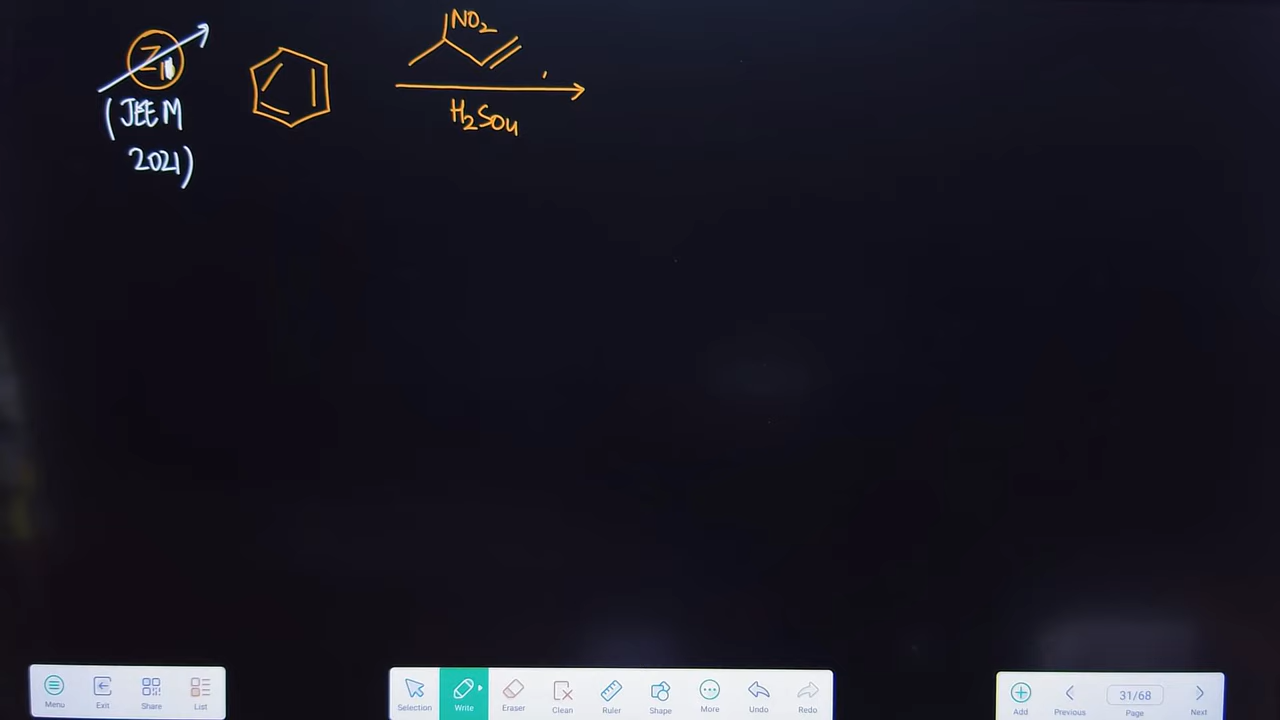 NO2
(JEE M
2021)
H2SO4
Menu
Exit
Share
List
Selection
Write
Eraser
Clean
Ruler
Shape
More
Undo
Redo
Add
Previous
31/68
Page
Next